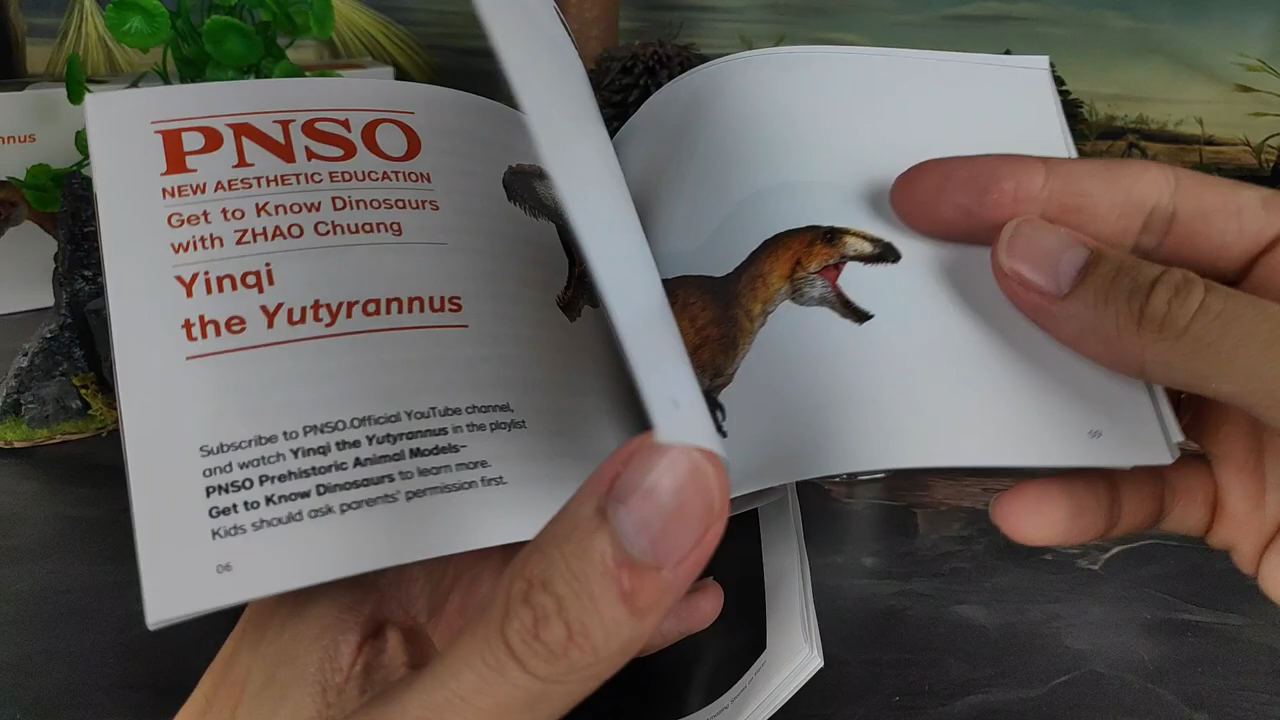 nnus
PNSO
NEW AESTHETIC EDUCATION
Get to Know Dinosaurs
with ZHAO Chuang
Yinqi
the Yutyrannus
Subscribe to PNSO.Official YouTube channel,
and watch Yinqi the Yutyrannus in the playlist
PNSO Prehistoric Animal Models–
Get to Know Dinosaurs to learn more.
Kids should ask parents' permission first.
06